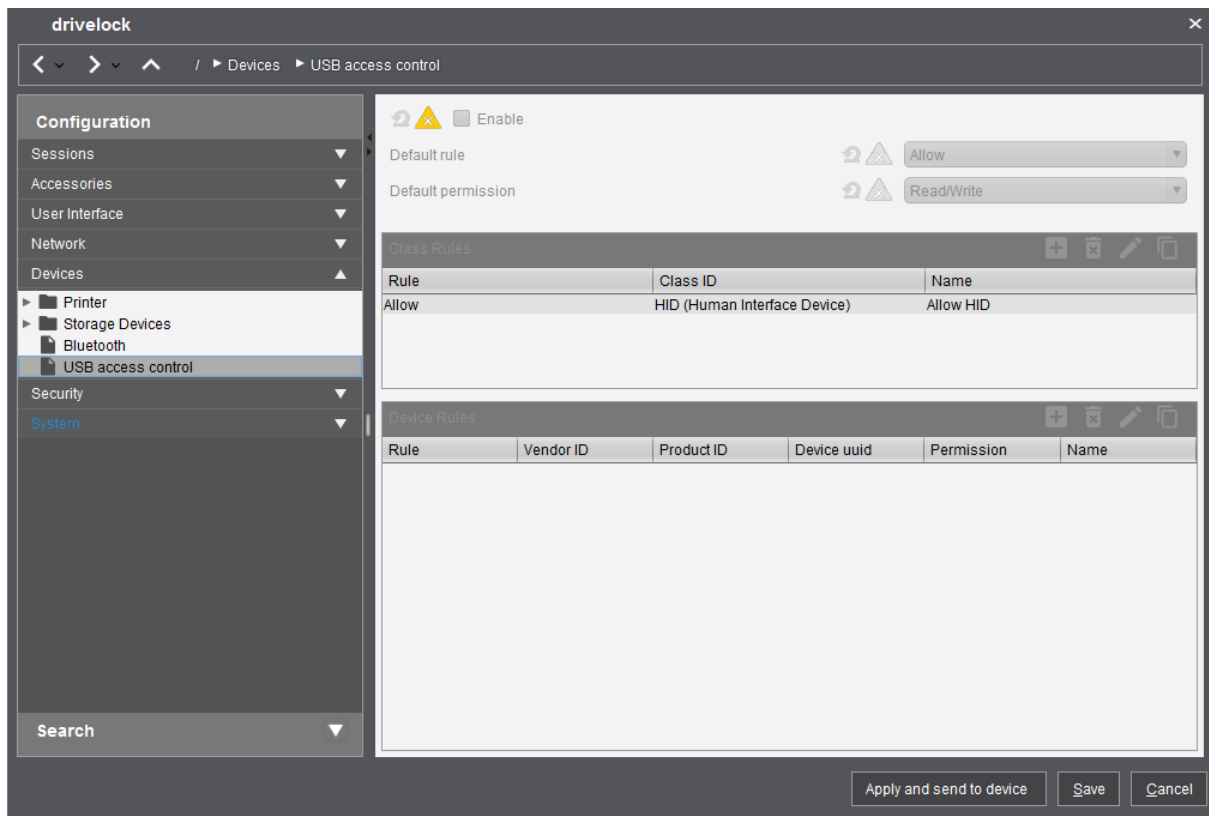 drivelock
/ Devices USB access control
Configuration
Sessions
Accessories
User Interface
Network
Devices
Printer
Storage Devices
Bluetooth
USB access control
Security
System
Search
Enable
Default rule
Allow
Default permission
Read/Write
Class Rules
Rule Class ID Name
Allow HID (Human Interface Device) Allow HID
Device Rules
Rule Vendor ID Product ID Device uuid Permission Name
Apply and send to device Save Cancel